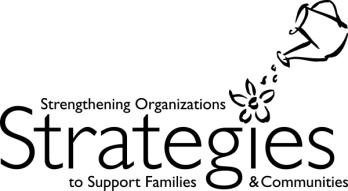 Strengthening Organizations
Strategies
to Support Families & Communities